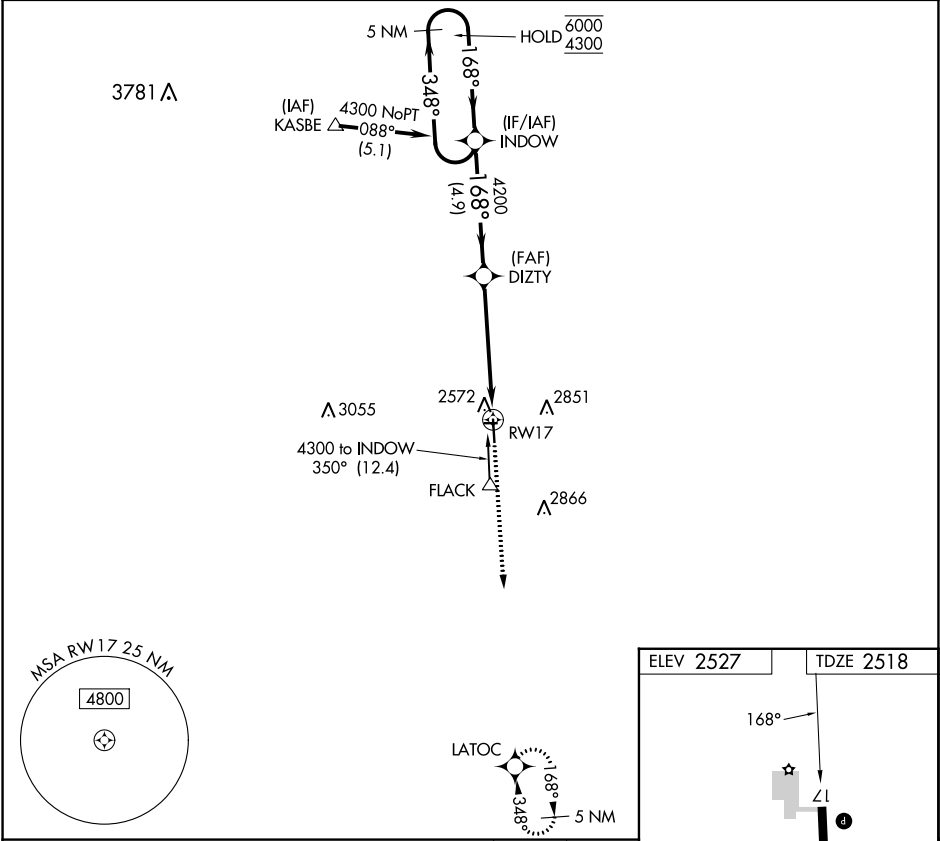 5 NM
HOLD 6000
4300
168°
348°
3781
(IAF)
KASBE
4300 NoPT
088°
(5.1)
(IF/IAF)
INDOW
168°
4200
(4.9)
(FAF)
DIZTY
3055
2572
2851
RW17
4300 to INDOW
350° (12.4)
FLACK
2866
MSA RW17 25 NM
4800
LATOC
168°
348°
5 NM
ELEV 2527
TDZE 2518
168°
17
P